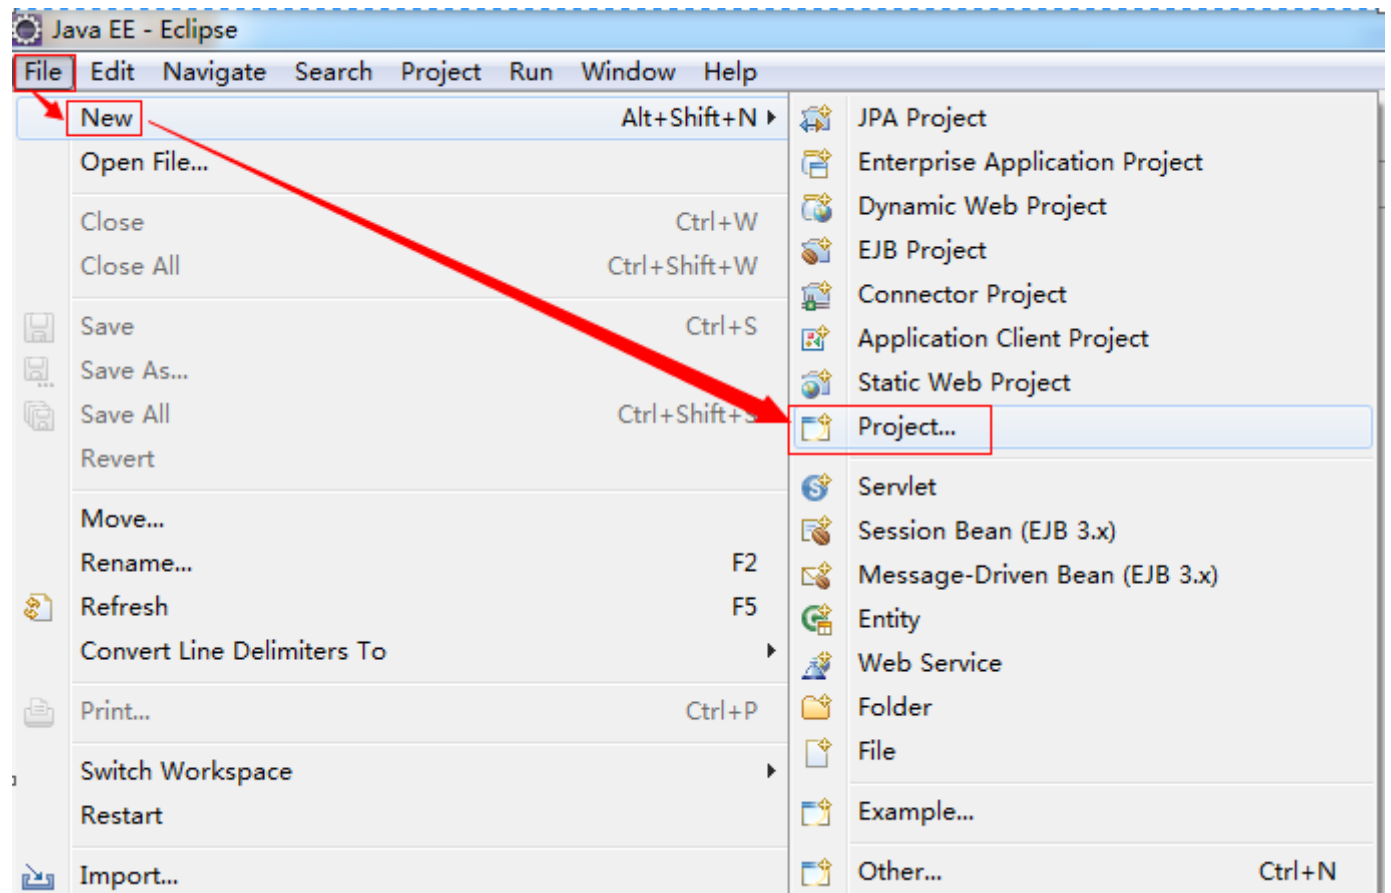 Java EE - Eclipse
File Edit Navigate Search Project Run Window Help
New Alt+Shift+N
Open File...
Close Ctrl+W
Close All Ctrl+Shift+W
Save Ctrl+S
Save As...
Save All Ctrl+Shift+S
Revert
Move...
Rename... F2
Refresh F5
Convert Line Delimiters To
Print... Ctrl+P
Switch Workspace
Restart
Import...
JPA Project
Enterprise Application Project
Dynamic Web Project
EJB Project
Connector Project
Application Client Project
Static Web Project
Project...
Servlet
Session Bean (EJB 3.x)
Message-Driven Bean (EJB 3.x)
Entity
Web Service
Folder
File
Example...
Other... Ctrl+N